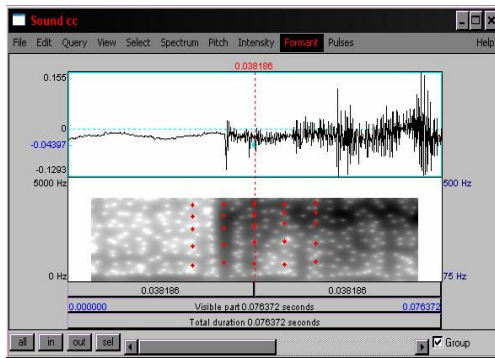 Sound cc
File Edit Query View Select Spectrum Pitch Intensity Formant Pulses Help
0.038186
0.155
0
-0.04397
-0.1293
5000 Hz 500 Hz
0 Hz 75 Hz
0.038186 0.038186
0.000000 Visible part 0.076372 seconds 0.076372
Total duration 0.076372 seconds
all in out sel Group